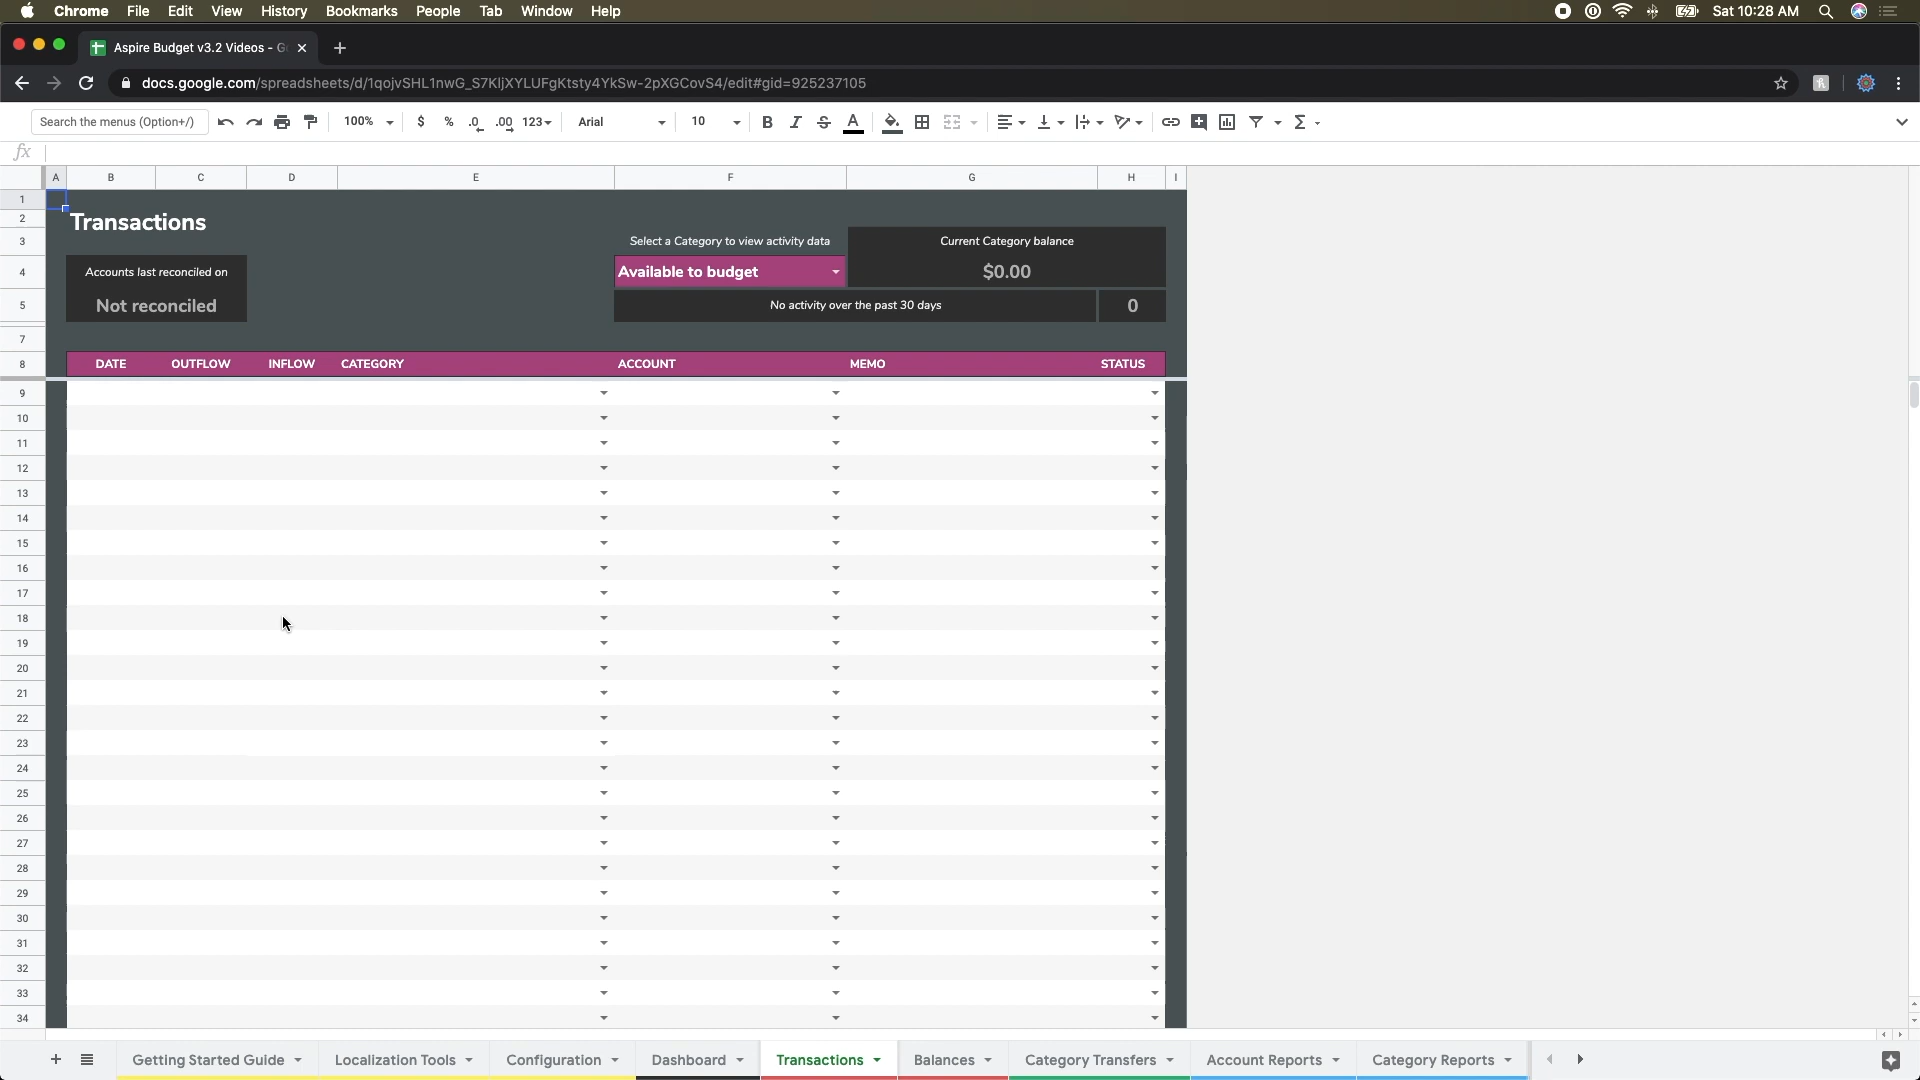 Chrome File Edit View History Bookmarks People Tab Window Help Sat 10:28 AM
Aspire Budget v3.2 Videos - G
docs.google.com/spreadsheets/d/1qojvSHL1nwG_S7KljXYLUFgKtsty4YkSw-2pXGCovS4/edit#gid=925237105
Search the menus (Option+/) 100% $ % .0 .00 123 Arial 10 B I S A Σ
fx
A B C D E F G H I
1
2 Transactions
3 Select a Category to view activity data Current Category balance
4 Accounts last reconciled on Available to budget $0.00
5 Not reconciled No activity over the past 30 days 0
7
8 DATE OUTFLOW INFLOW CATEGORY ACCOUNT MEMO STATUS
9
10
11
12
13
14
15
16
17
18
19
20
21
22
23
24
25
26
27
28
29
30
31
32
33
34
+ Getting Started Guide Localization Tools Configuration Dashboard Transactions Balances Category Transfers Account Reports Category Reports